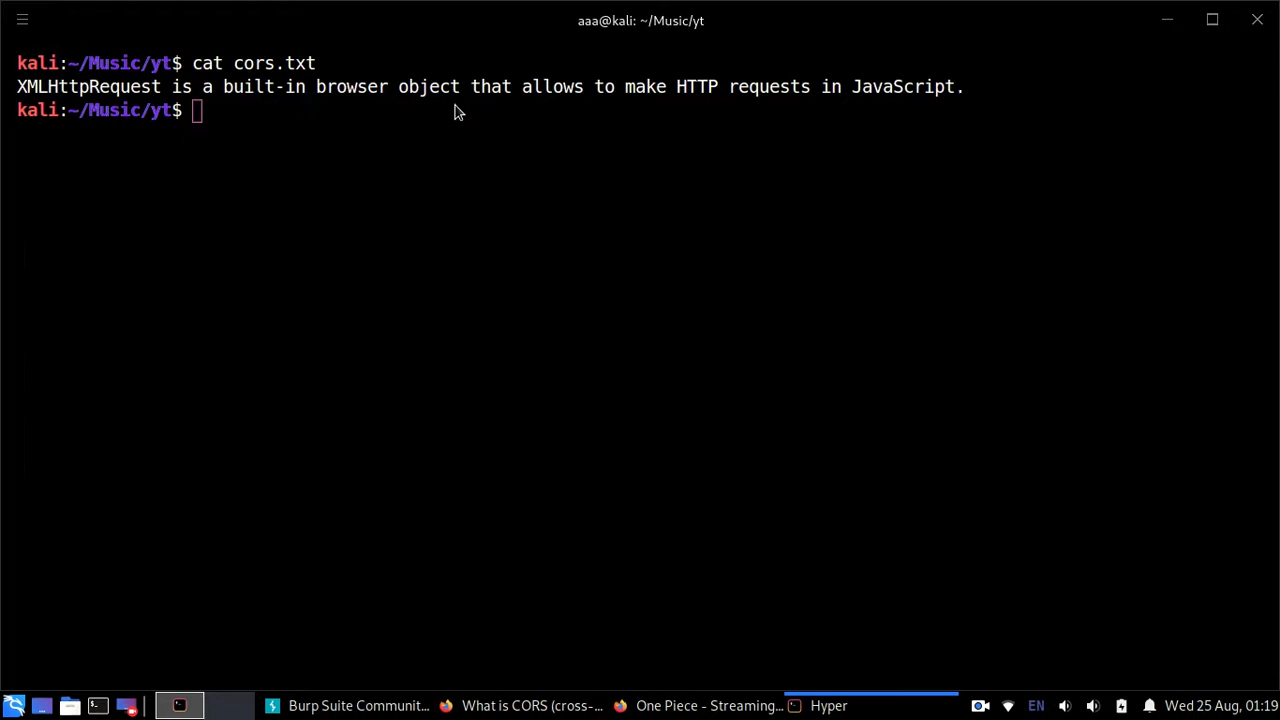 aaa@kali: ~/Music/yt
kali:~/Music/yt$ cat cors.txt
XMLHttpRequest is a built-in browser object that allows to make HTTP requests in JavaScript.
kali:~/Music/yt$
Burp Suite Communit... What is CORS (cross-... One Piece - Streaming... Hyper EN Wed 25 Aug, 01:19